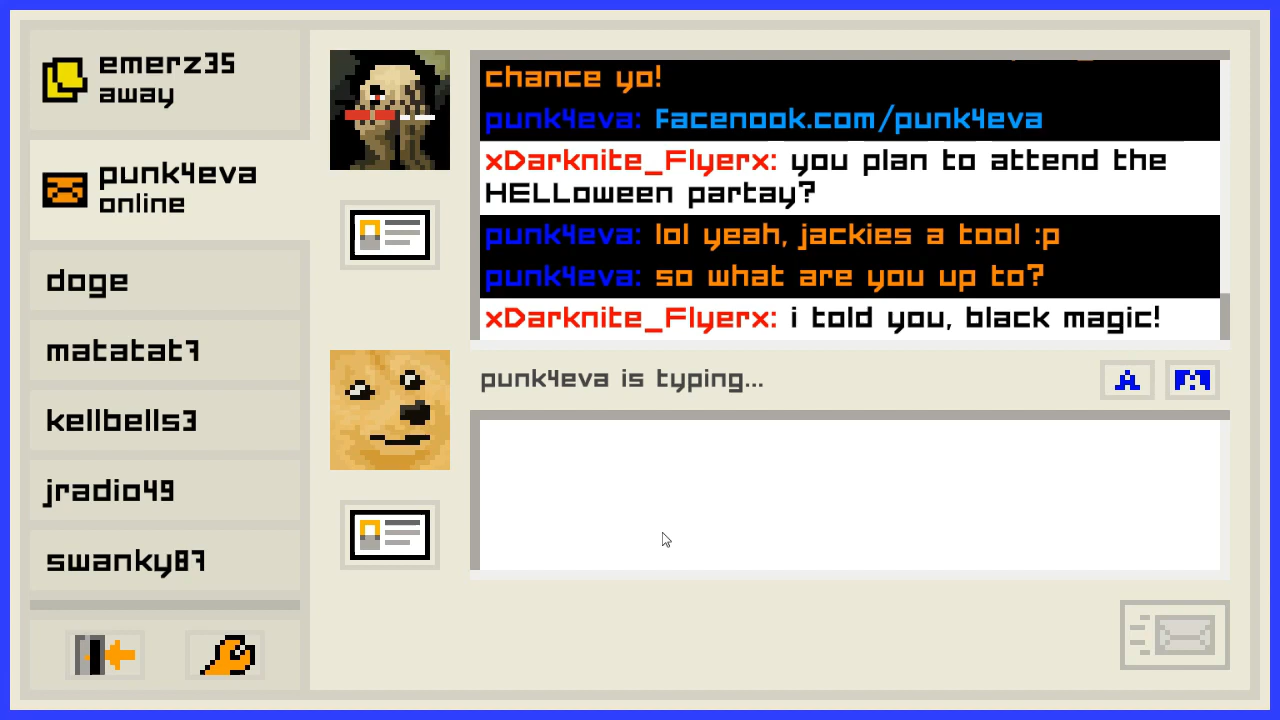 emerz35
away
punk4eva
online
doge
matatat7
kellbells3
jradio49
swanky87
chance yo!
punk4eva: Facenook.com/punk4eva
xDarknite_Flyerx: you plan to attend the
HELLoween partay?
punk4eva: lol yeah, jackies a tool :p
punk4eva: so what are you up to?
xDarknite_Flyerx: i told you, black magic!
punk4eva is typing...
A